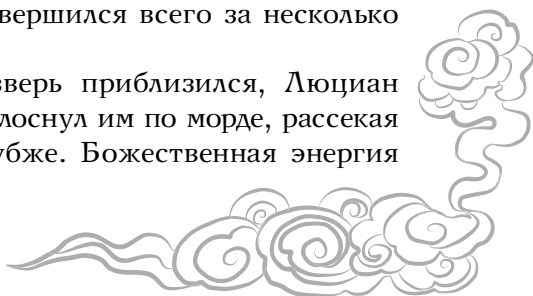 вершился всего за несколько
зверь приблизился, Люциан
лоснул им по морде, рассекая
убже. Божественная энергия